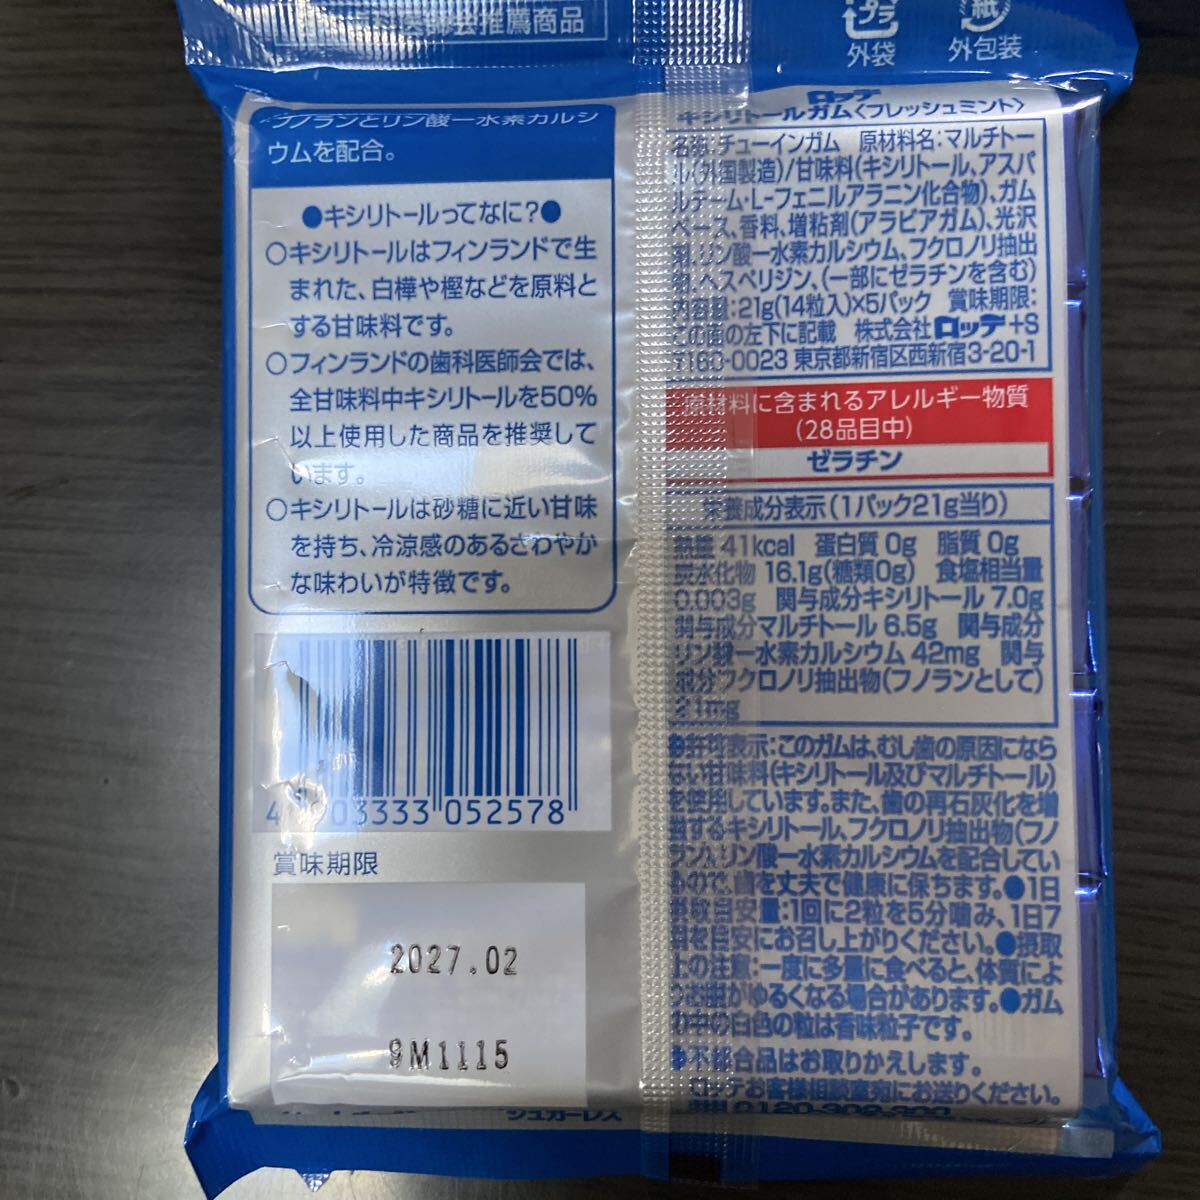 医師会推薦商品
プラ
外袋
紙
外包装
フノランとリン酸一水素カルシ
ウムを配合。
●キシリトールってなに?●
○キシリトールはフィンランドで生
まれた、白樺や樫などを原料と
する甘味料です。
○フィンランドの歯科医師会では、
全甘味料中キシリトールを50%
以上使用した商品を推奨して
います。
○キシリトールは砂糖に近い甘味
を持ち、冷涼感のあるさわやか
な味わいが特徴です。
03333 052578
賞味期限
2027.02
9M1115
シュガーレス
ロッテ
キシリトールガム〈フレッシュミント〉
名称:チューインガム 原材料名:マルチトー
ル(外国製造)/甘味料(キシリトール、アスパ
ルテーム・L-フェニルアラニン化合物)、ガム
ベース、香料、増粘剤(アラビアガム)、光沢
剤、リン酸一水素カルシウム、フクロノリ抽出
物、ヘスペリジン、(一部にゼラチンを含む)
内容量:21g(14粒入)×5パック 賞味期限:
この面の左下に記載 株式会社ロッテ+S
〒160-0023 東京都新宿区西新宿3-20-1
原材料に含まれるアレルギー物質
(28品目中)
ゼラチン
栄養成分表示(1パック21g当り)
熱量 41kcal 蛋白質 0g 脂質 0g
炭水化物 16.1g(糖類0g) 食塩相当量
0.003g 関与成分キシリトール 7.0g
関与成分マルチトール 6.5g 関与成分
リン酸一水素カルシウム 42mg 関与
成分フクロノリ抽出物(フノランとして)
21mg
●許可表示:このガムは、むし歯の原因になら
ない甘味料(キシリトール及びマルチトール)
を使用しています。また、歯の再石灰化を増
強するキシリトール、フクロノリ抽出物(フノ
ラン)、リン酸一水素カルシウムを配合してい
るので、歯を丈夫で健康に保ちます。●1日
摂取目安量:1回に2粒を5分噛み、1日7
回を目安にお召し上がりください。●摂取
上の注意:一度に多量に食べると、体質によ
りお腹がゆるくなる場合があります。●ガム
の中の白色の粒は香味粒子です。
●不都合品はお取りかえします。
ロッテお客様相談室宛にお送りください。
0120-302-300